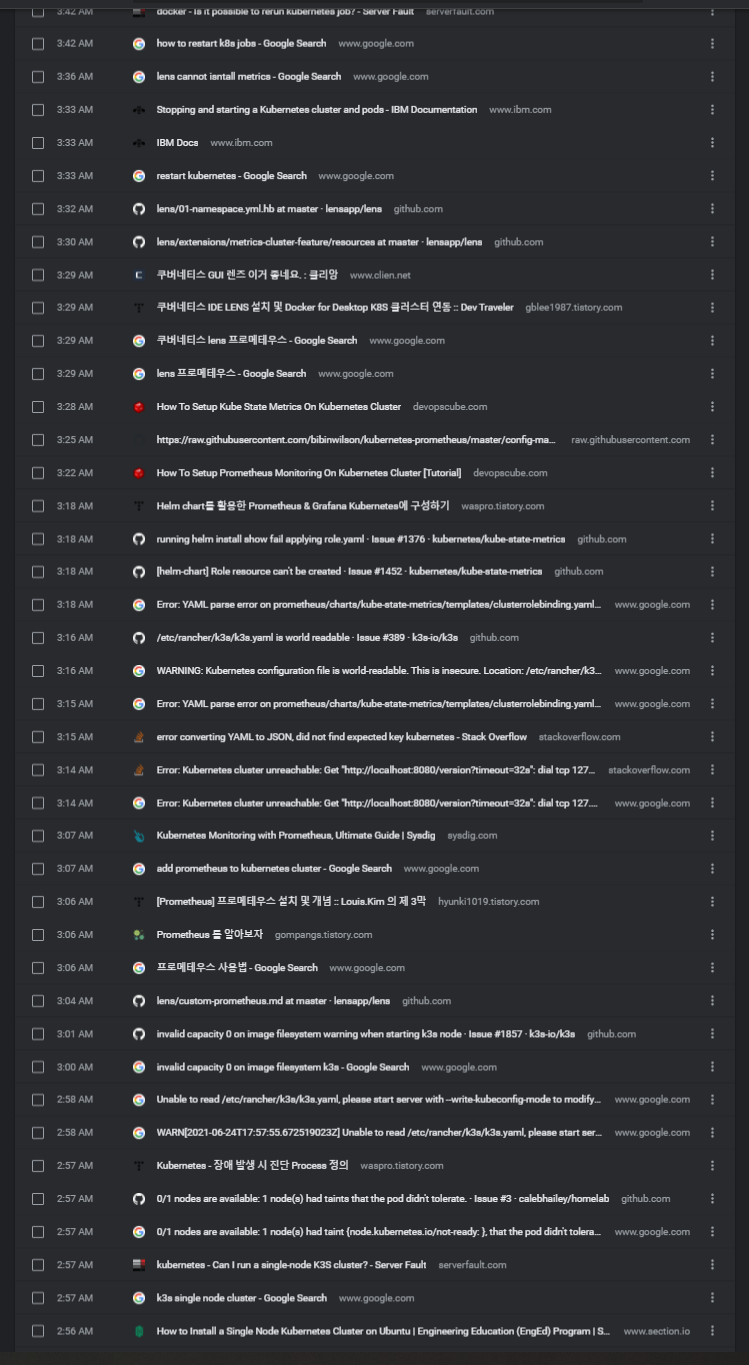 3:42 AM docker - Is it possible to rerun kubernetes job? - Server Fault serverfault.com
3:42 AM how to restart k8s jobs - Google Search www.google.com
3:36 AM lens cannot isntall metrics - Google Search www.google.com
3:33 AM Stopping and starting a Kubernetes cluster and pods - IBM Documentation www.ibm.com
3:33 AM IBM Docs www.ibm.com
3:33 AM restart kubernetes - Google Search www.google.com
3:32 AM lens/01-namespace.yml.hb at master · lensapp/lens github.com
3:30 AM lens/extensions/metrics-cluster-feature/resources at master · lensapp/lens github.com
3:29 AM 쿠버네티스 GUI 렌즈 이거 좋네요. : 클리앙 www.clien.net
3:29 AM 쿠버네티스 IDE LENS 설치 및 Docker for Desktop K8S 클러스터 연동 :: Dev Traveler gblee1987.tistory.com
3:29 AM 쿠버네티스 lens 프로메테우스 - Google Search www.google.com
3:29 AM lens 프로메테우스 - Google Search www.google.com
3:28 AM How To Setup Kube State Metrics On Kubernetes Cluster devopscube.com
3:25 AM https://raw.githubusercontent.com/bibinwilson/kubernetes-prometheus/master/config-ma... raw.githubusercontent.com
3:22 AM How To Setup Prometheus Monitoring On Kubernetes Cluster [Tutorial] devopscube.com
3:18 AM Helm chart를 활용한 Prometheus & Grafana Kubernetes에 구성하기 waspro.tistory.com
3:18 AM running helm install show fail applying role.yaml · Issue #1376 · kubernetes/kube-state-metrics github.com
3:18 AM [helm-chart] Role resource can't be created · Issue #1452 · kubernetes/kube-state-metrics github.com
3:18 AM Error: YAML parse error on prometheus/charts/kube-state-metrics/templates/clusterrolebinding.yaml... www.google.com
3:16 AM /etc/rancher/k3s/k3s.yaml is world readable · Issue #389 · k3s-io/k3s github.com
3:16 AM WARNING: Kubernetes configuration file is world-readable. This is insecure. Location: /etc/rancher/k3... www.google.com
3:15 AM Error: YAML parse error on prometheus/charts/kube-state-metrics/templates/clusterrolebinding.yaml... www.google.com
3:15 AM error converting YAML to JSON, did not find expected key kubernetes - Stack Overflow stackoverflow.com
3:14 AM Error: Kubernetes cluster unreachable: Get "http://localhost:8080/version?timeout=32s": dial tcp 127... stackoverflow.com
3:14 AM Error: Kubernetes cluster unreachable: Get "http://localhost:8080/version?timeout=32s": dial tcp 127.... www.google.com
3:07 AM Kubernetes Monitoring with Prometheus, Ultimate Guide | Sysdig sysdig.com
3:07 AM add prometheus to kubernetes cluster - Google Search www.google.com
3:06 AM [Prometheus] 프로메테우스 설치 및 개념 :: Louis.Kim 의 제 3막 hyunki1019.tistory.com
3:06 AM Prometheus 를 알아보자 gompangs.tistory.com
3:06 AM 프로메테우스 사용법 - Google Search www.google.com
3:04 AM lens/custom-prometheus.md at master · lensapp/lens github.com
3:01 AM invalid capacity 0 on image filesystem warning when starting k3s node · Issue #1857 · k3s-io/k3s github.com
3:00 AM invalid capacity 0 on image filesystem k3s - Google Search www.google.com
2:58 AM Unable to read /etc/rancher/k3s/k3s.yaml, please start server with --write-kubeconfig-mode to modify... www.google.com
2:58 AM WARN[2021-06-24T17:57:55.672519023Z] Unable to read /etc/rancher/k3s/k3s.yaml, please start ser... www.google.com
2:57 AM Kubernetes - 장애 발생 시 진단 Process 정의 waspro.tistory.com
2:57 AM 0/1 nodes are available: 1 node(s) had taints that the pod didn't tolerate. · Issue #3 · calebhailey/homelab github.com
2:57 AM 0/1 nodes are available: 1 node(s) had taint {node.kubernetes.io/not-ready: }, that the pod didn't tolera... www.google.com
2:57 AM kubernetes - Can I run a single-node K3S cluster? - Server Fault serverfault.com
2:57 AM k3s single node cluster - Google Search www.google.com
2:56 AM How to Install a Single Node Kubernetes Cluster on Ubuntu | Engineering Education (EngEd) Program | S... www.section.io